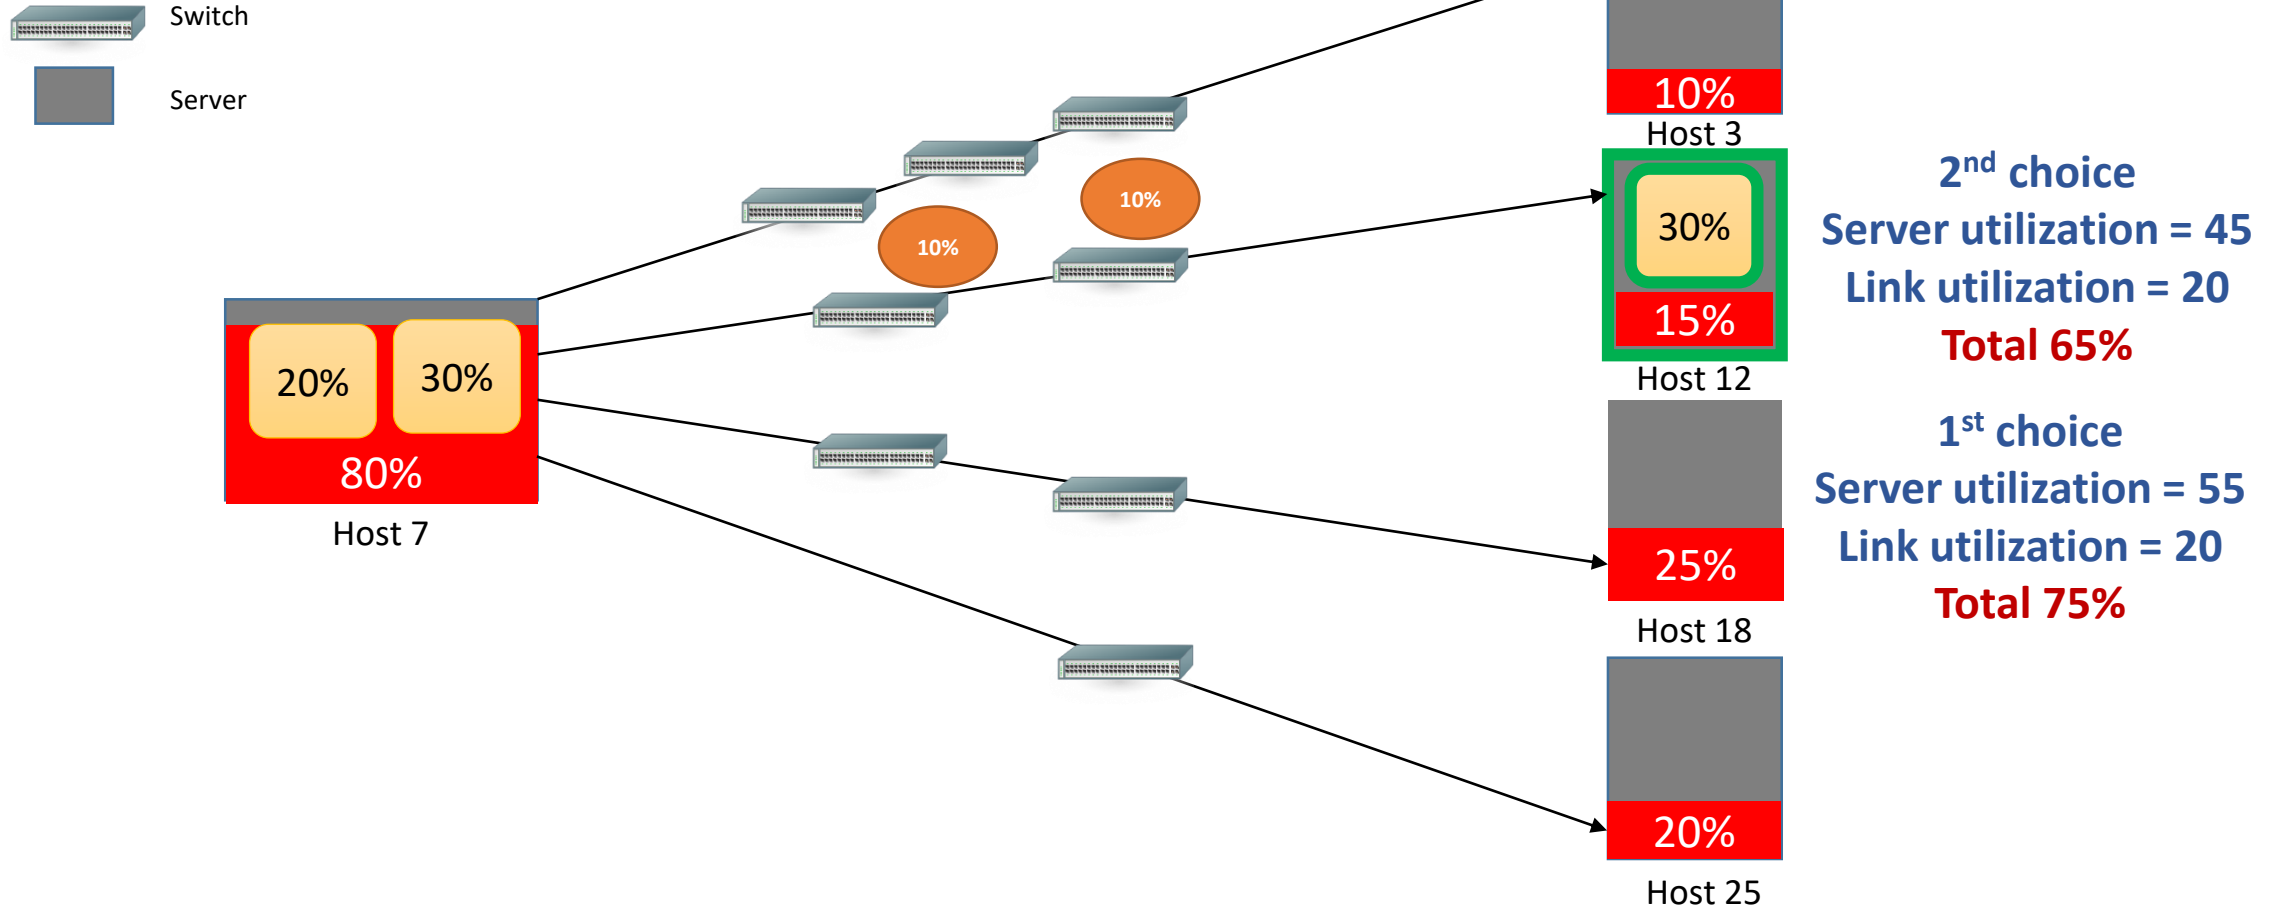 Switch
Server
10%
Host 3
10%
10%
30%
15%
Host 12
2nd choice
Server utilization = 45
Link utilization = 20
Total 65%
20%
30%
80%
Host 7
25%
Host 18
1st choice
Server utilization = 55
Link utilization = 20
Total 75%
20%
Host 25